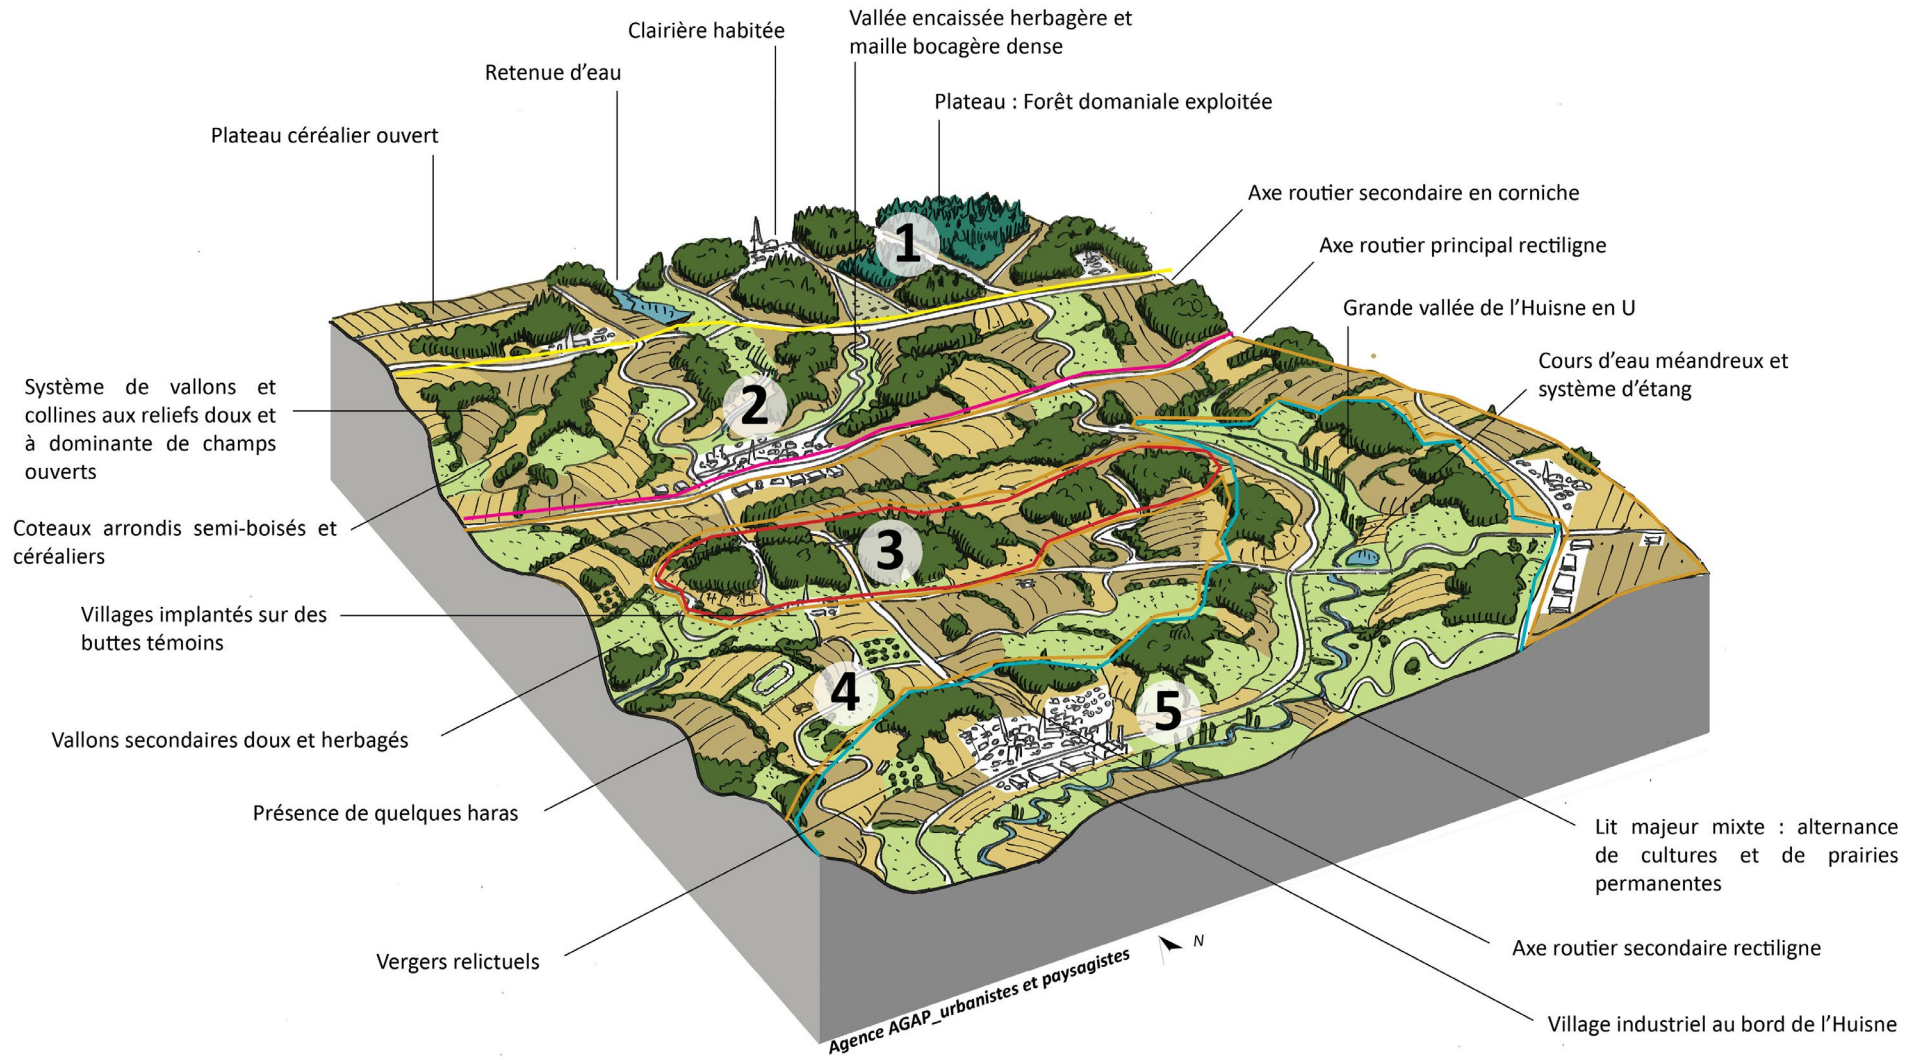 Vallée encaissée herbagère et
maille bocagère dense
Clairière habitée
Retenue d’eau
Plateau : Forêt domaniale exploitée
Plateau céréalier ouvert
Axe routier secondaire en corniche
Axe routier principal rectiligne
Grande vallée de l’Huisne en U
Cours d’eau méandreux et
système d’étang
Système de vallons et
collines aux reliefs doux et
à dominante de champs
ouverts
Coteaux arrondis semi-boisés et
céréaliers
Villages implantés sur des
buttes témoins
Vallons secondaires doux et herbagés
Présence de quelques haras
Vergers relictuels
1
2
3
4
5
Lit majeur mixte : alternance
de cultures et de prairies
permanentes
Axe routier secondaire rectiligne
Village industriel au bord de l’Huisne
N
Agence AGAP_urbanistes et paysagistes